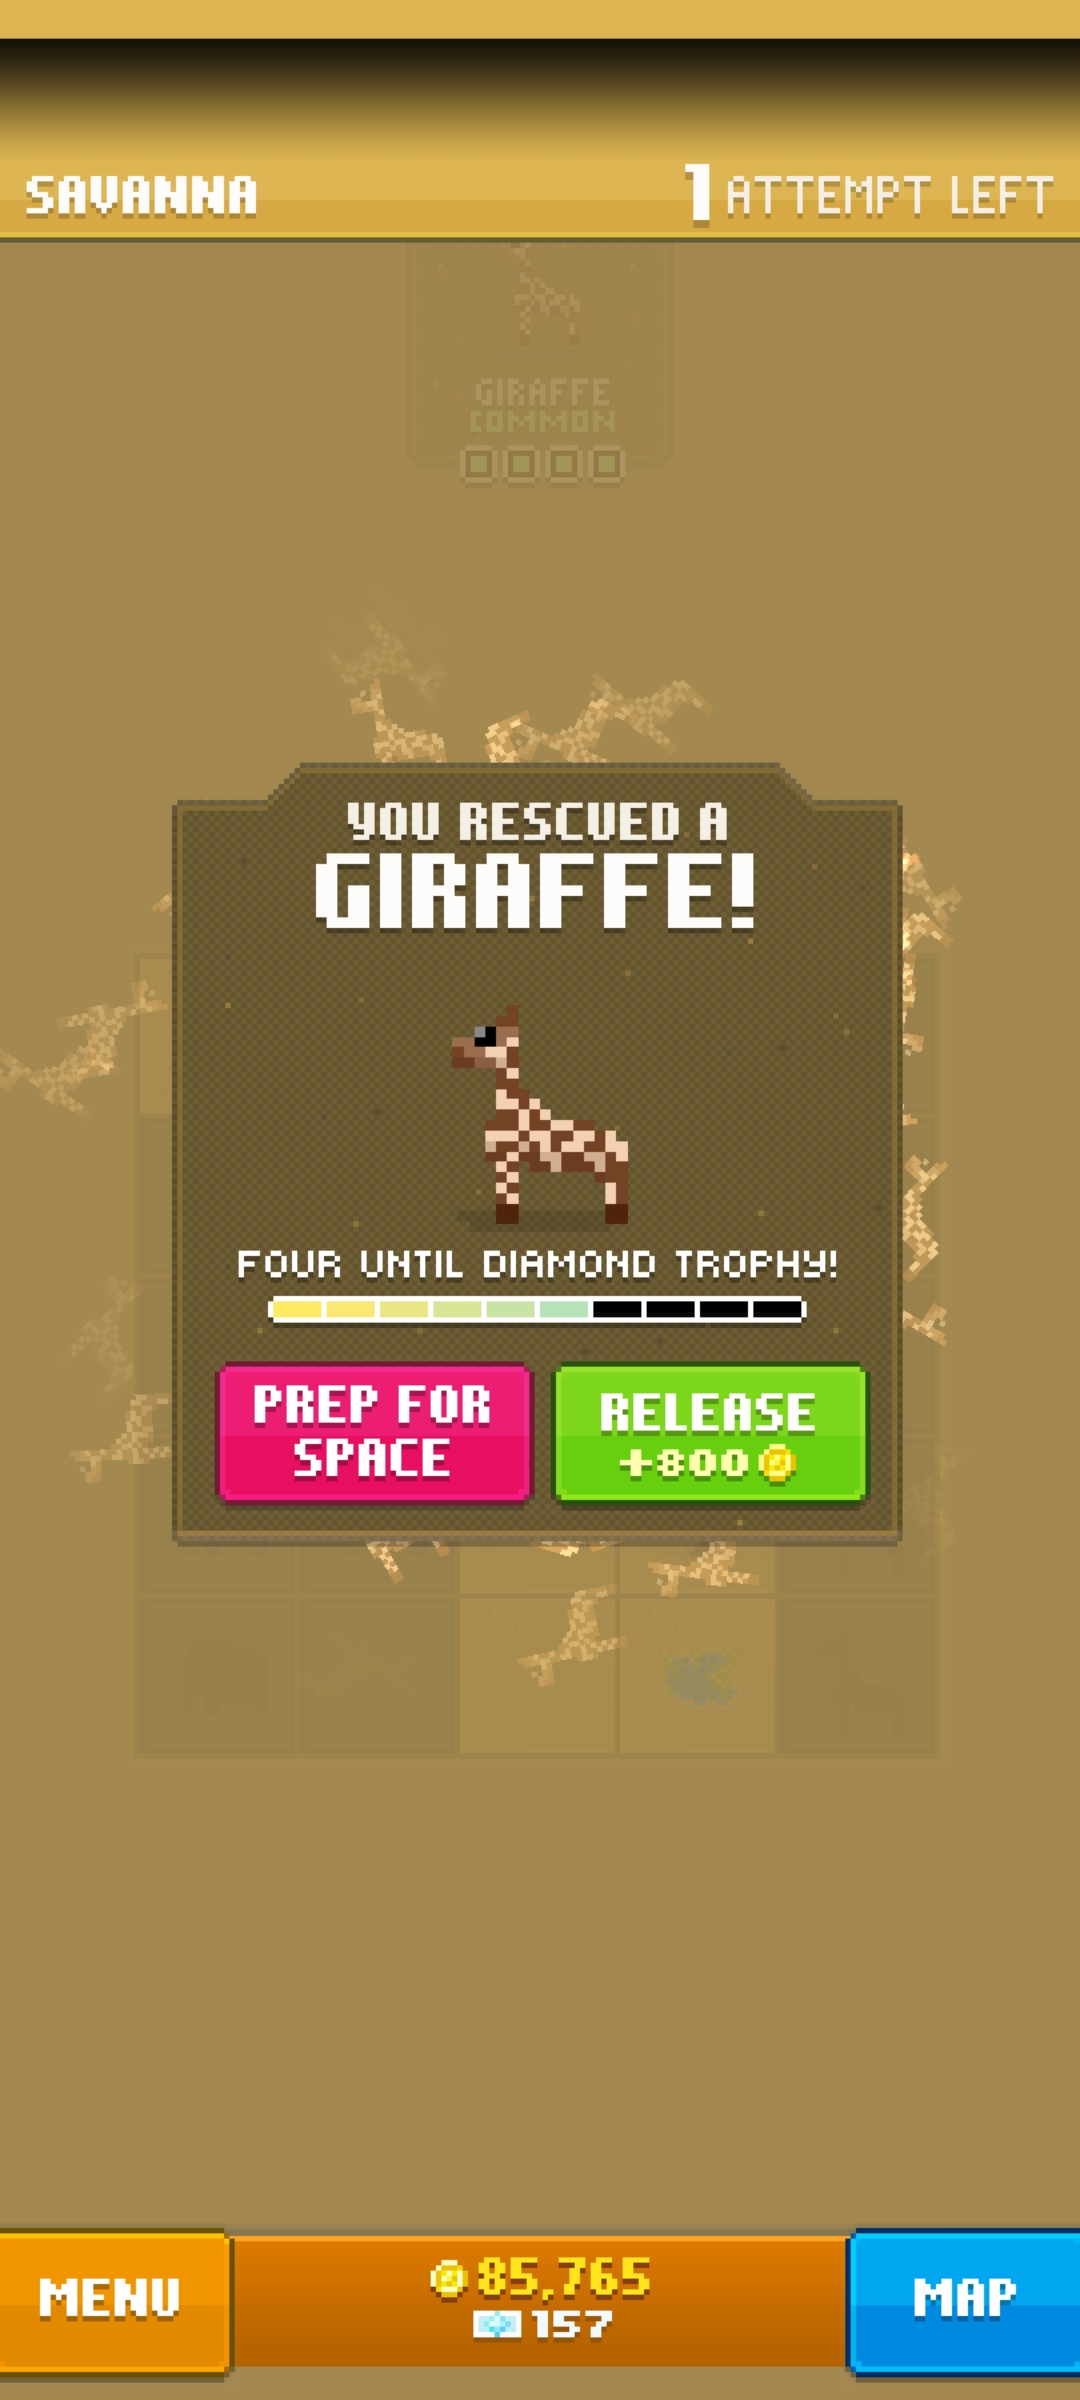 SAVANNA
1 ATTEMPT LEFT
GIRAFFE
COMMON
YOU RESCUED A
GIRAFFE!
FOUR UNTIL DIAMOND TROPHY!
PREP FOR
SPACE
RELEASE
+800
MENU
85,765
157
MAP